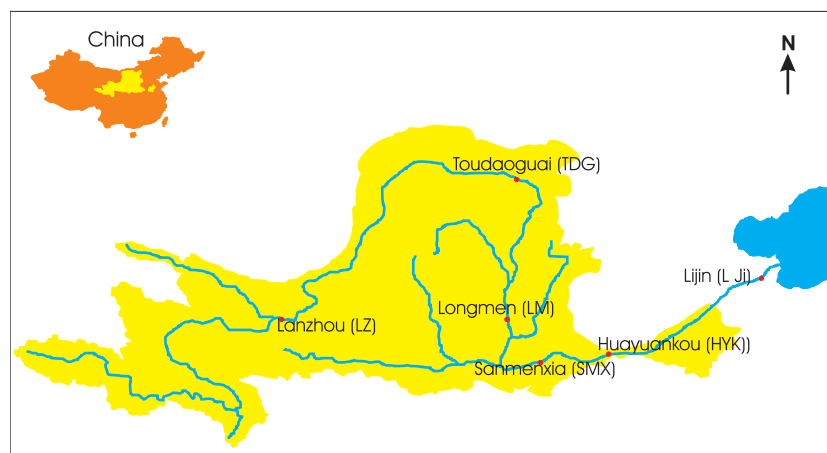 China
N
Toudaoguai (TDG)
Lijin (L Ji)
Lanzhou (LZ)
Longmen (LM)
Huayuankou (HYK))
Sanmenxia (SMX)